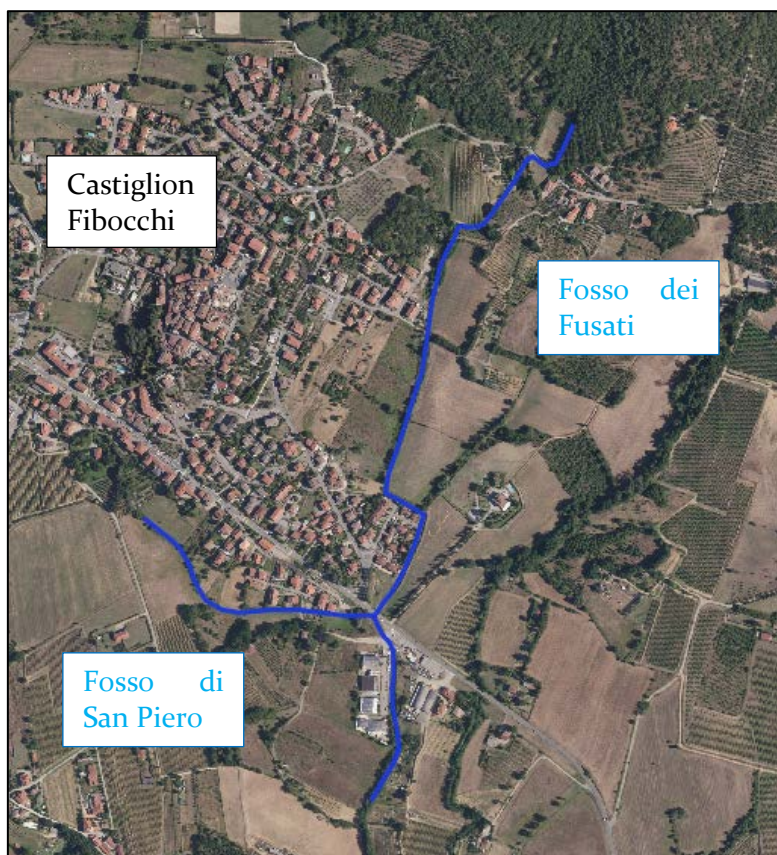 Castiglion
Fibocchi
Fosso dei
Fusati
Fosso di
San Piero